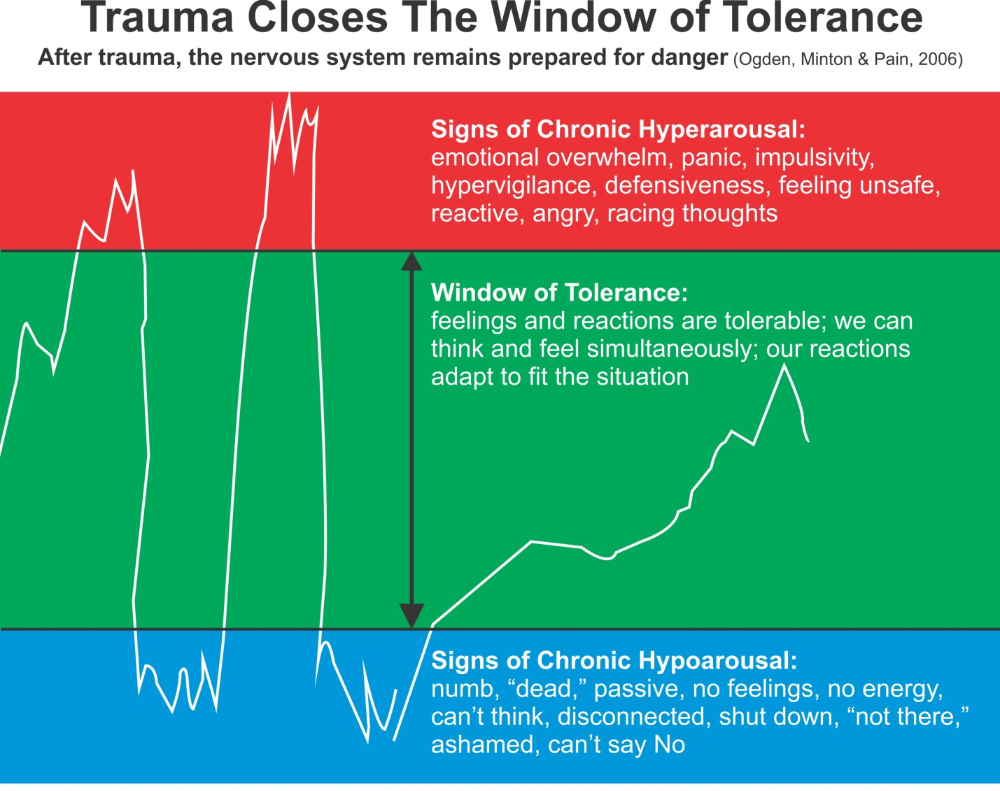 Trauma Closes The Window of Tolerance
After trauma, the nervous system remains prepared for danger (Ogden, Minton & Pain, 2006)
Signs of Chronic Hyperarousal:
emotional overwhelm, panic, impulsivity,
hypervigilance, defensiveness, feeling unsafe,
reactive, angry, racing thoughts
Window of Tolerance:
feelings and reactions are tolerable; we can
think and feel simultaneously; our reactions
adapt to fit the situation
Signs of Chronic Hypoarousal:
numb, “dead,” passive, no feelings, no energy,
can’t think, disconnected, shut down, “not there,”
ashamed, can’t say No